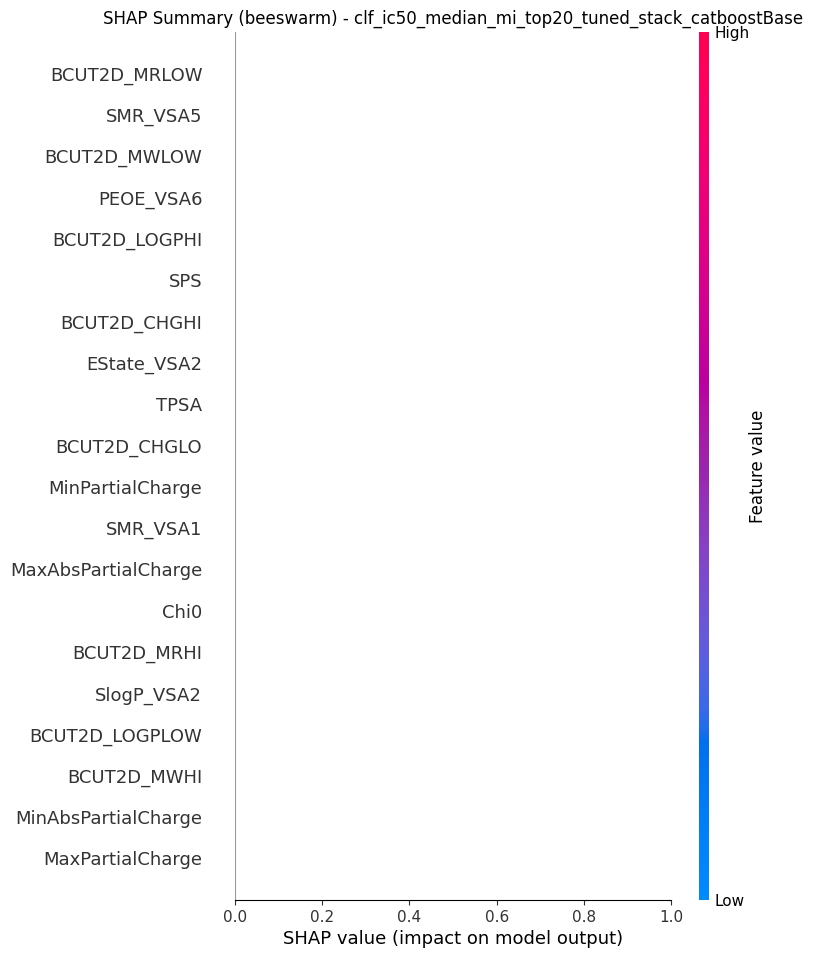 SHAP Summary (beeswarm) - clf_ic50_median_mi_top20_tuned_stack_catboostBase
High
BCUT2D_MRLOW
SMR_VSA5
BCUT2D_MWLOW
PEOE_VSA6
BCUT2D_LOGPHI
SPS
BCUT2D_CHGHI
EState_VSA2
TPSA
BCUT2D_CHGLO
MinPartialCharge
SMR_VSA1
MaxAbsPartialCharge
Chi0
BCUT2D_MRHI
SlogP_VSA2
BCUT2D_LOGPLOW
BCUT2D_MWHI
MinAbsPartialCharge
MaxPartialCharge
Feature value
Low
0.0 0.2 0.4 0.6 0.8 1.0
SHAP value (impact on model output)